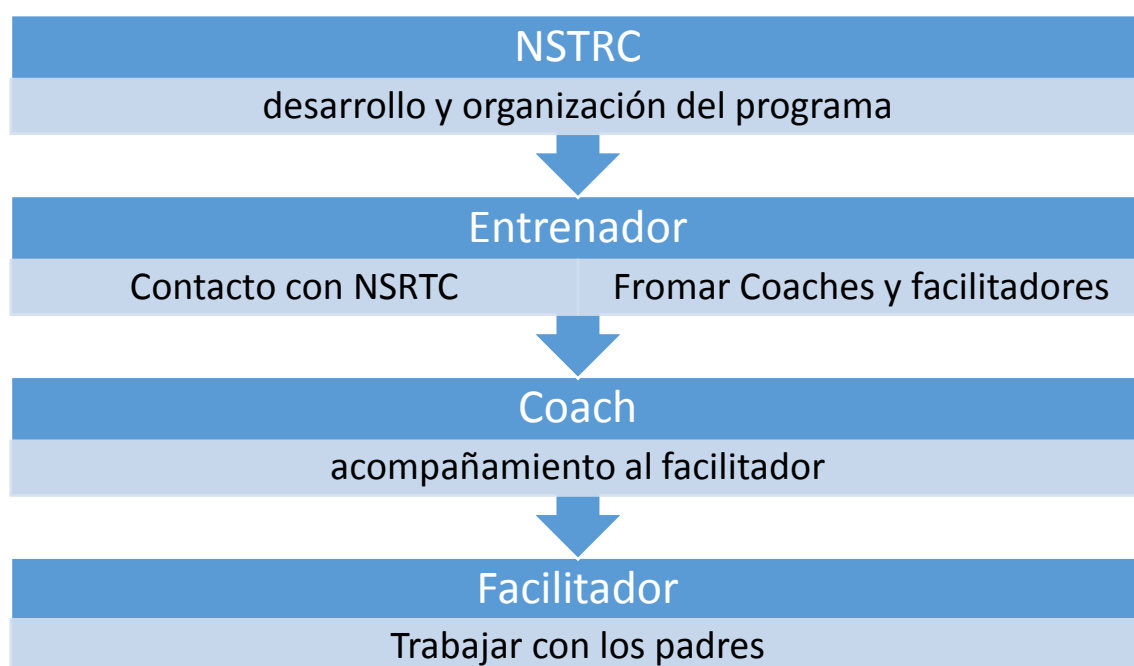 NSTRC
desarrollo y organización del programa
Entrenador
Contacto con NSRTC
Fromar Coaches y facilitadores
Coach
acompañamiento al facilitador
Facilitador
Trabajar con los padres